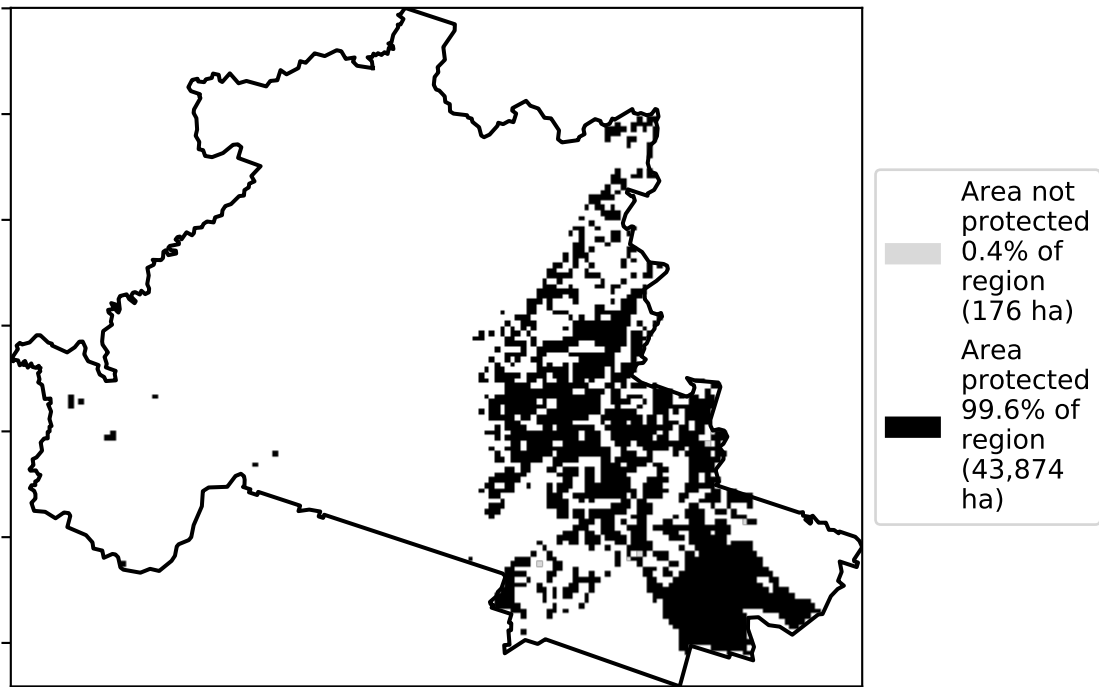 Area not
protected
0.4% of
region
(176 ha)
Area
protected
99.6% of
region
(43,874
ha)